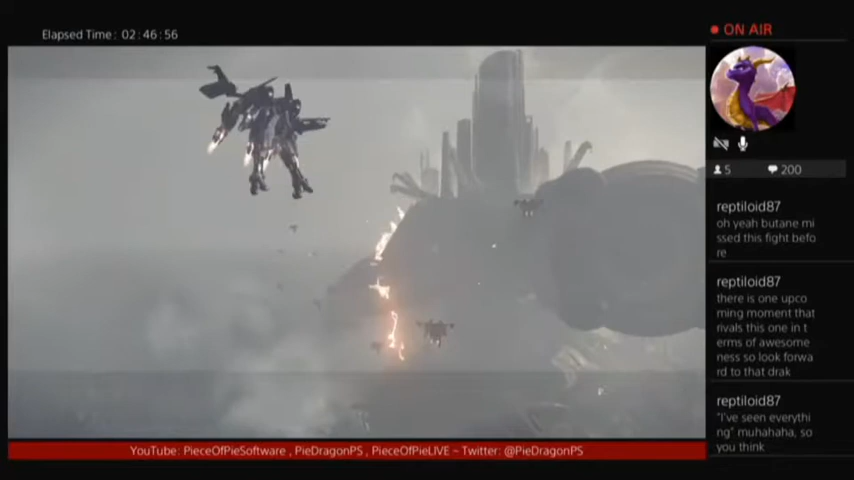 Elapsed Time : 02:46:56
ON AIR
5
200
reptiloid87
oh yeah butane mi
ssed this fight befo
re
reptiloid87
there is one upco
ming moment that
rivals this one in t
erms of awesome
ness so look forwa
rd to that drak
reptiloid87
"I've seen everythi
ng" muhahaha, so
you think
YouTube: PieceOfPieSoftware , PieDragonPS , PieceOfPieLIVE ~ Twitter: @PieDragonPS